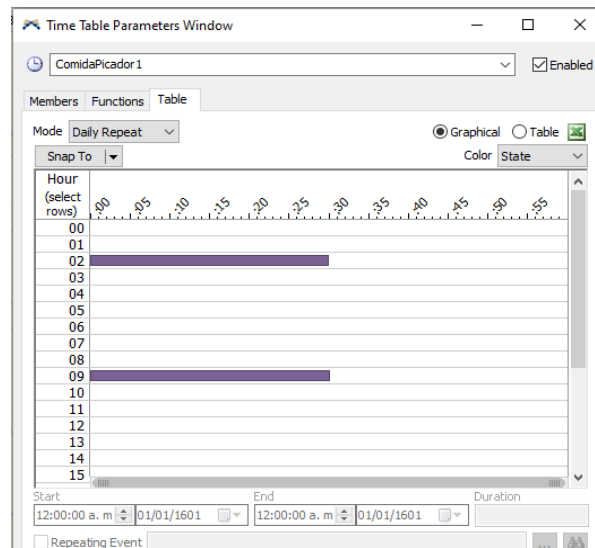 Time Table Parameters Window
ComidaPicador1
Enabled
Members Functions Table
Mode Daily Repeat Graphical Table
Snap To Color State
Hour
(select
rows) :00 :05 :10 :15 :20 :25 :30 :35 :40 :45 :50 :55
00
01
02
03
04
05
06
07
08
09
10
11
12
13
14
15
Start End Duration
12:00:00 a. m 01/01/1601 12:00:00 a. m 01/01/1601
Repeating Event ...